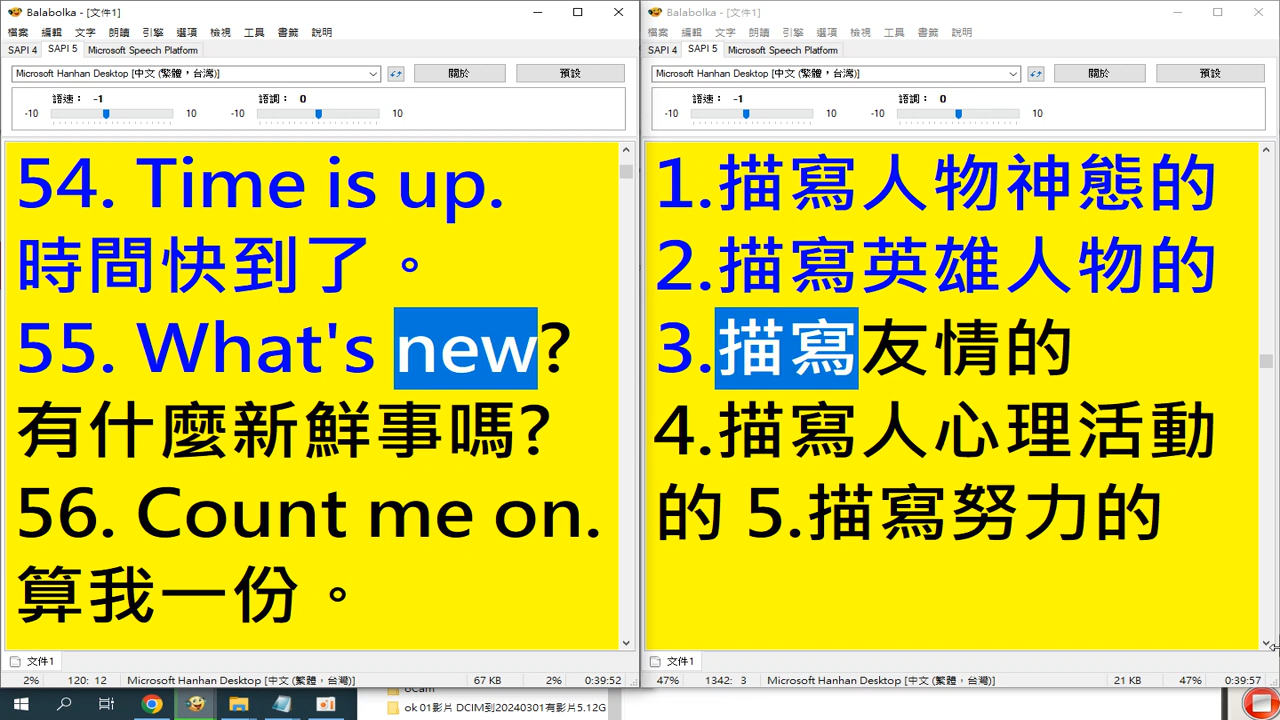 Balabolka - [文件1]
檔案 編輯 文字 朗讀 引擎 選項 檢視 工具 書籤 說明
SAPI 4 SAPI 5 Microsoft Speech Platform
Microsoft Hanhan Desktop [中文 (繁體，台灣)] 關於 預設
語速： -1 語調： 0
-10 10 -10 10
54. Time is up.
時間快到了。
55. What's new?
有什麼新鮮事嗎?
56. Count me on.
算我一份。
文件1
2% 120: 12 Microsoft Hanhan Desktop [中文 (繁體，台灣)] 67 KB 2% 0:39:52
Balabolka - [文件1]
檔案 編輯 文字 朗讀 引擎 選項 檢視 工具 書籤 說明
SAPI 4 SAPI 5 Microsoft Speech Platform
Microsoft Hanhan Desktop [中文 (繁體，台灣)] 關於 預設
語速： -1 語調： 0
-10 10 -10 10
1.描寫人物神態的
2.描寫英雄人物的
3.描寫友情的
4.描寫人心理活動
的 5.描寫努力的
文件1
47% 1342: 3 Microsoft Hanhan Desktop [中文 (繁體，台灣)] 21 KB 47% 0:39:57
oCam
ok 01影片 DCIM到20240301有影片5.12G